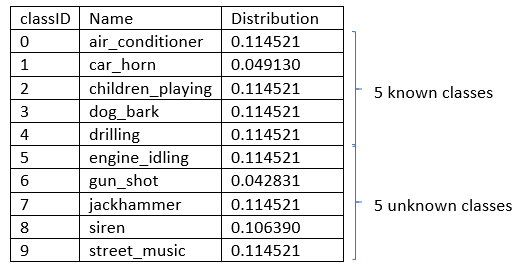 classID Name Distribution
0 air_conditioner 0.114521
1 car_horn 0.049130
2 children_playing 0.114521
3 dog_bark 0.114521
4 drilling 0.114521
5 engine_idling 0.114521
6 gun_shot 0.042831
7 jackhammer 0.114521
8 siren 0.106390
9 street_music 0.114521
5 known classes
5 unknown classes